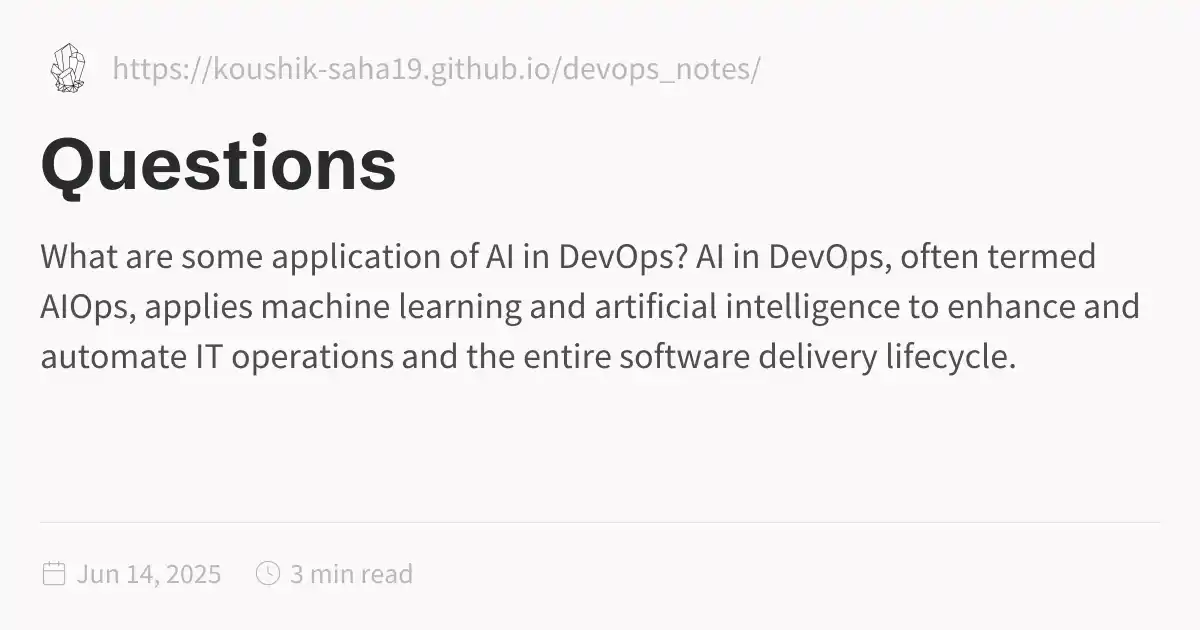 https://koushik-saha19.github.io/devops_notes/
Questions
What are some application of AI in DevOps? AI in DevOps, often termed
AIOps, applies machine learning and artificial intelligence to enhance and
automate IT operations and the entire software delivery lifecycle.
Jun 14, 2025 3 min read